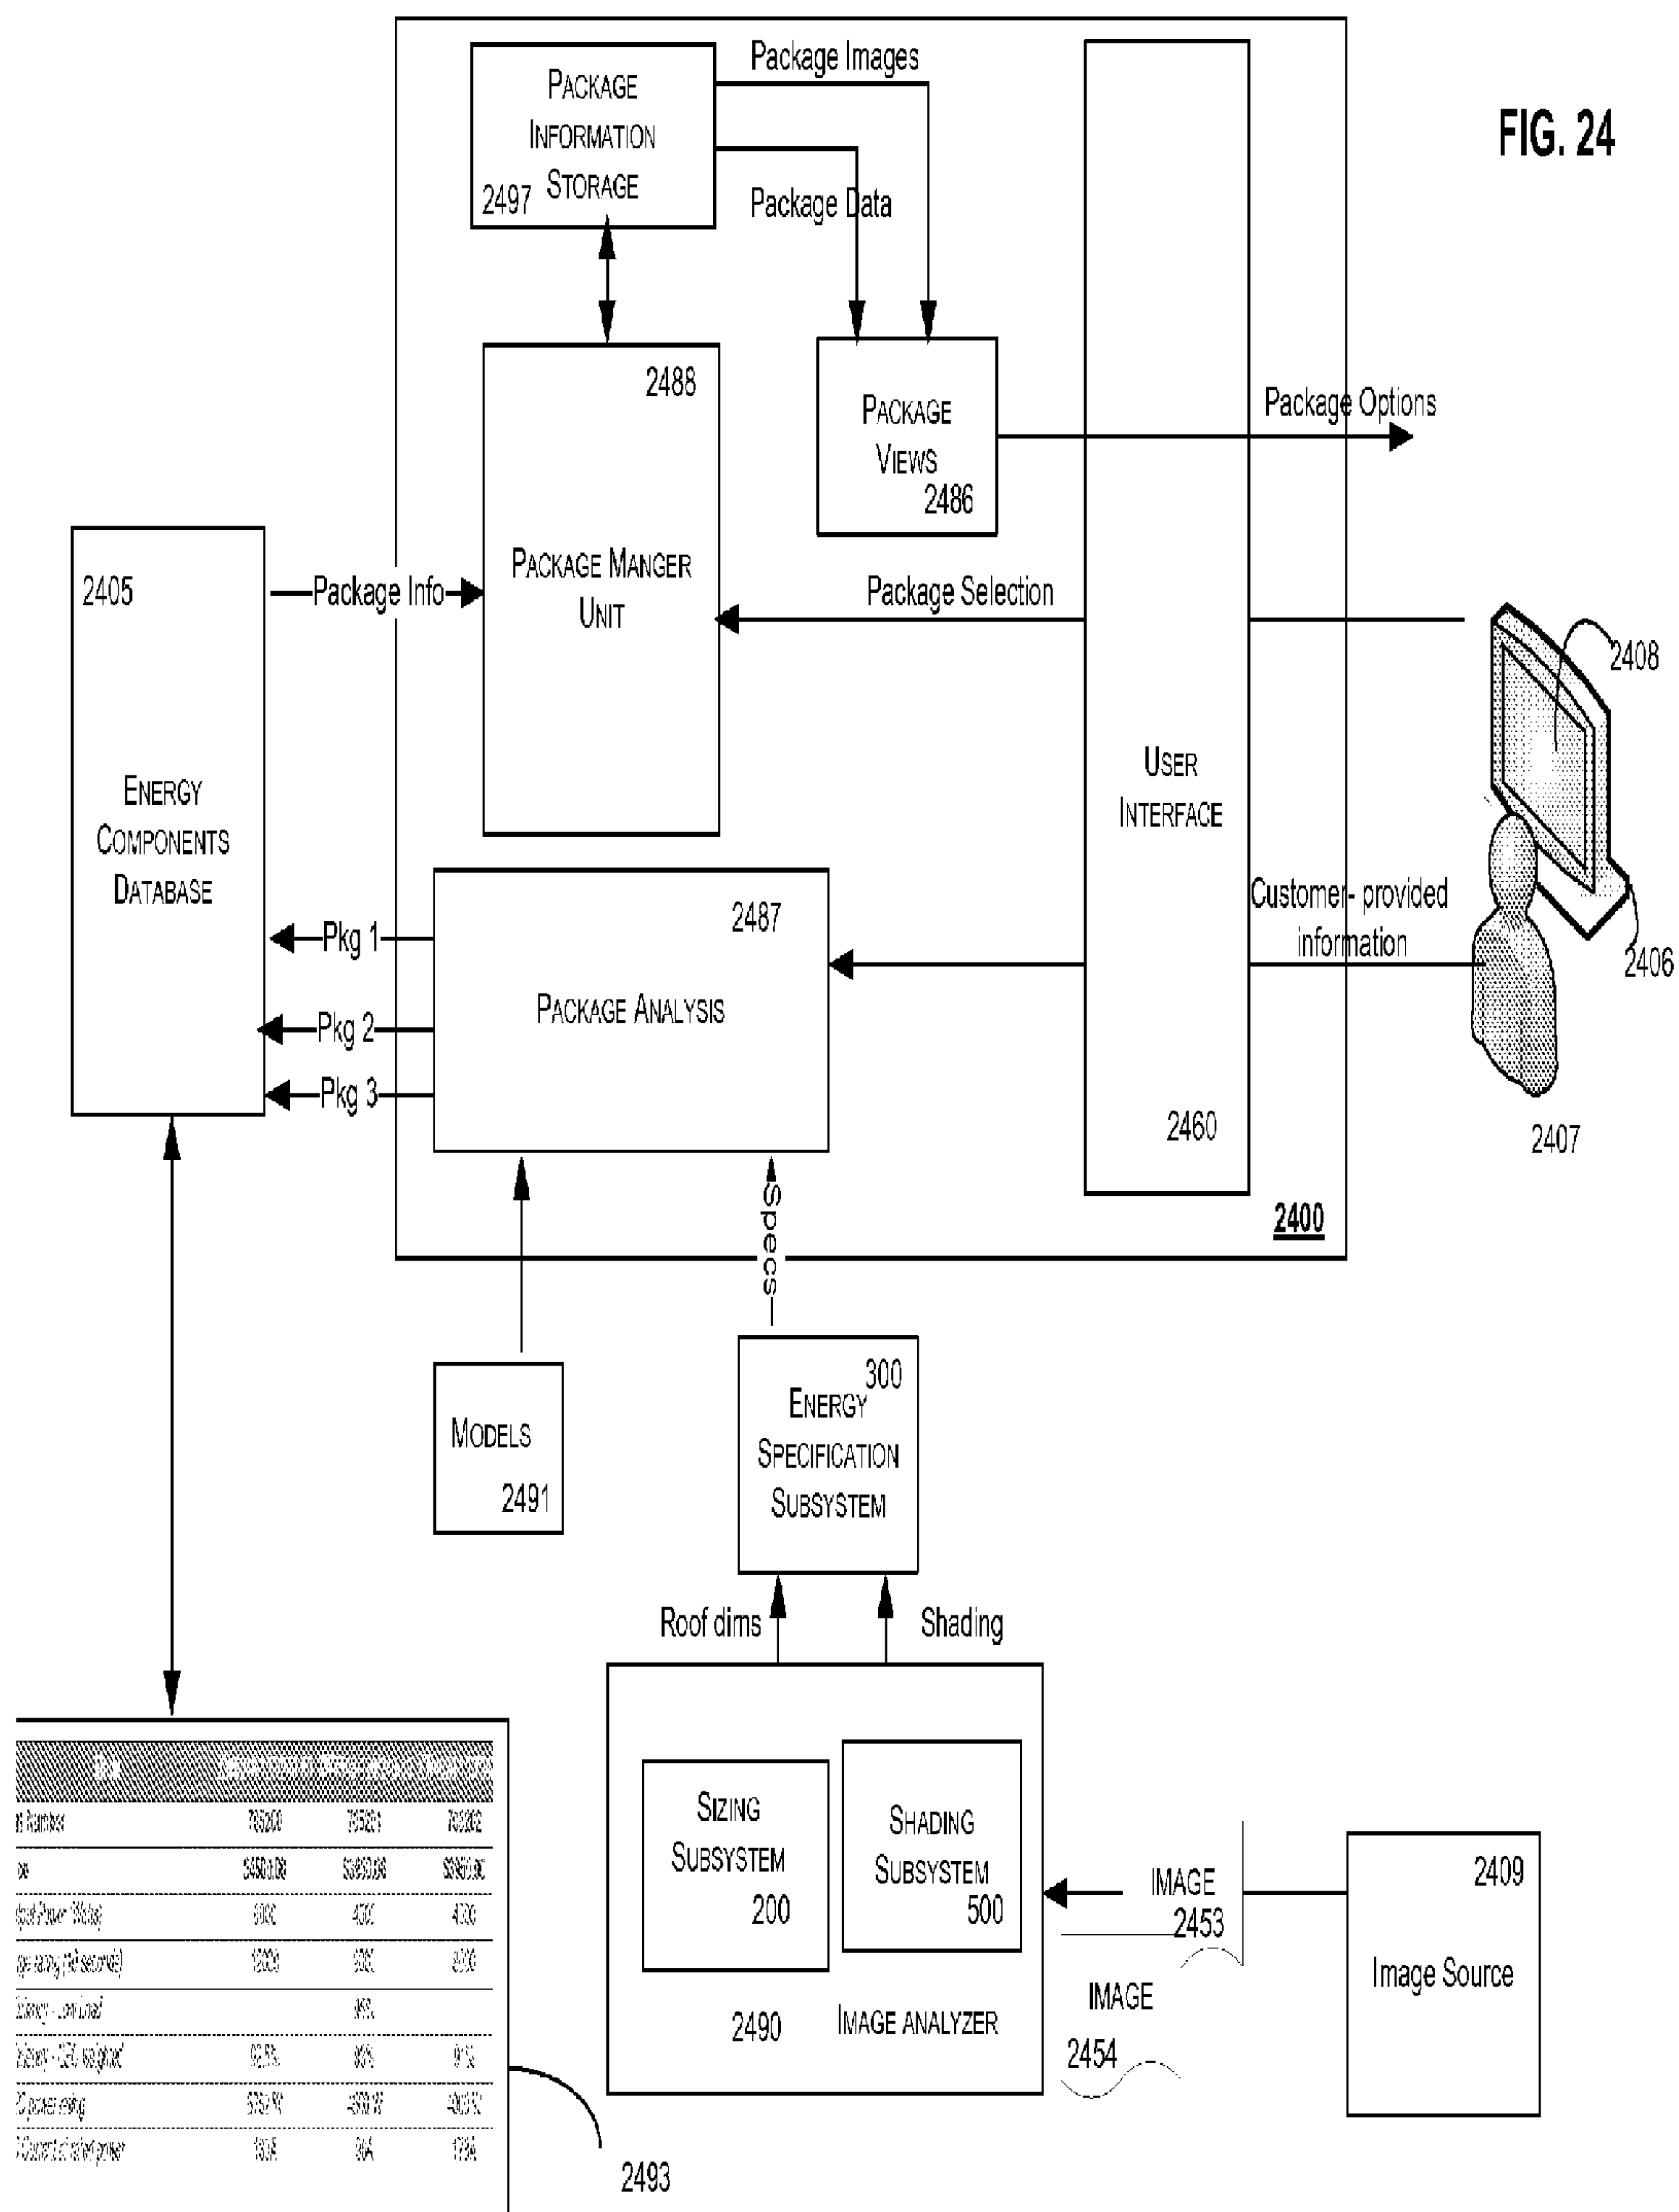 FIG. 24
Package Images
PACKAGE
INFORMATION
STORAGE
2497
Package Data
2488
PACKAGE MANGER
UNIT
PACKAGE
VIEWS
2486
Package Options
2405
Package Info
Package Selection
ENERGY
COMPONENTS
DATABASE
USER
INTERFACE
2460
2408
2406
2407
Customer- provided
information
Pkg 1
Pkg 2
Pkg 3
2487
PACKAGE ANALYSIS
2400
Specs
MODELS
2491
300
ENERGY
SPECIFICATION
SUBSYSTEM
Roof dims
Shading
SIZING
SUBSYSTEM
200
SHADING
SUBSYSTEM
500
2490
IMAGE ANALYZER
IMAGE
2453
IMAGE
2454
2409
Image Source
Number
2493